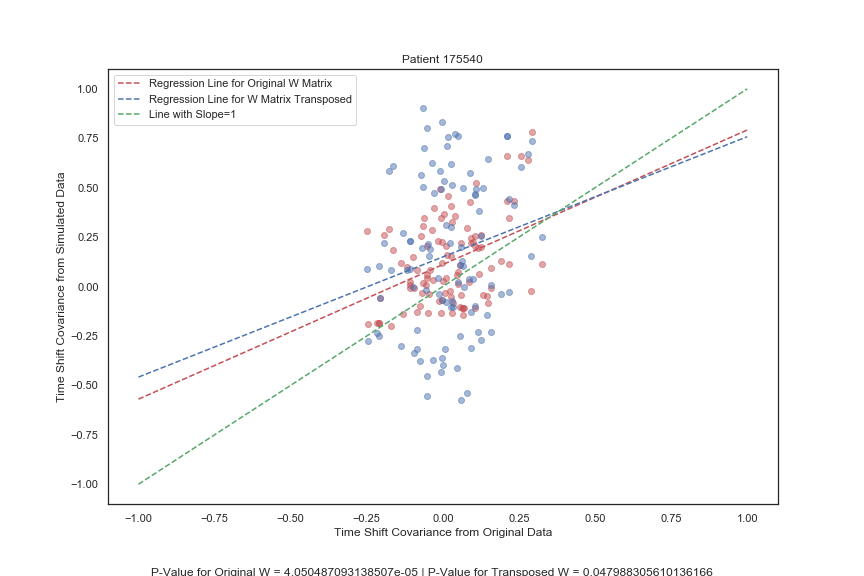 Patient 175540
Regression Line for Original W Matrix
Regression Line for W Matrix Transposed
Line with Slope=1
Time Shift Covariance from Simulated Data
1.00
0.75
0.50
0.25
0.00
−0.25
−0.50
−0.75
−1.00
−1.00 −0.75 −0.50 −0.25 0.00 0.25 0.50 0.75 1.00
Time Shift Covariance from Original Data
P-Value for Original W = 4.050487093138507e-05 | P-Value for Transposed W = 0.047988305610136166